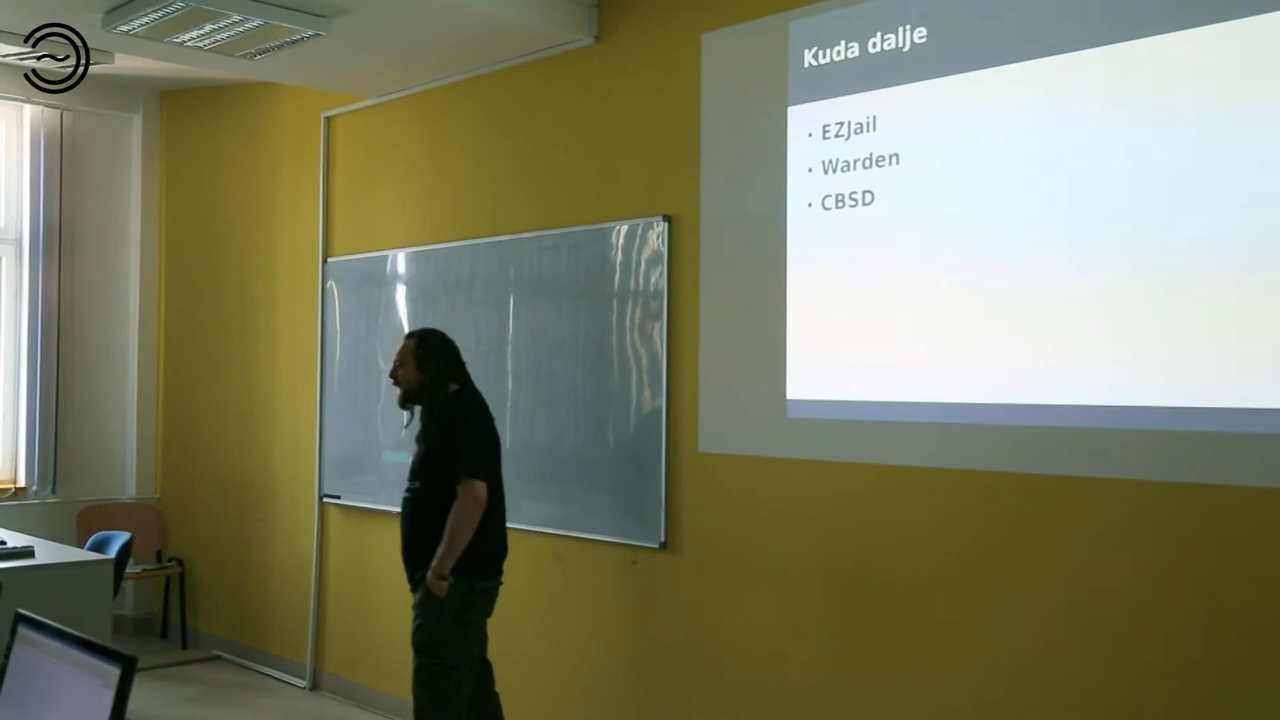 Kuda dalje
• EZJail
• Warden
• CBSD